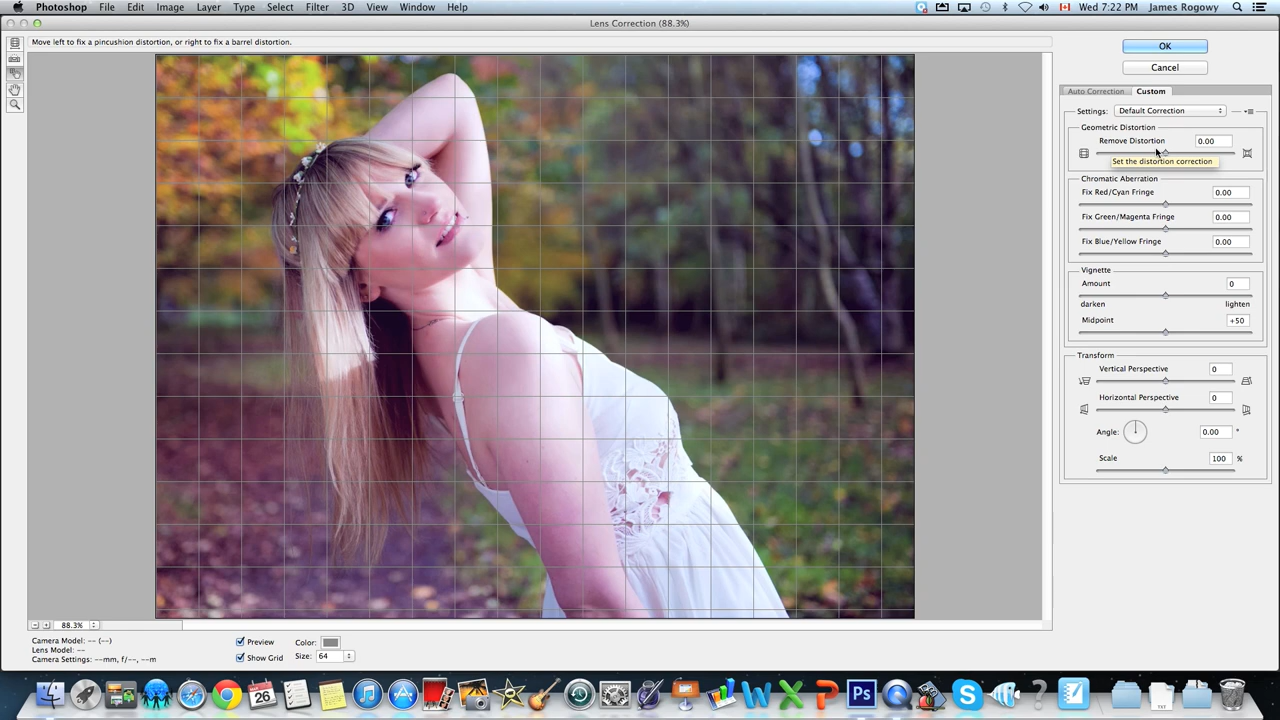 Photoshop File Edit Image Layer Type Select Filter 3D View Window Help Wed 7:22 PM James Rogowy
Lens Correction (88.3%)
Move left to fix a pincushion distortion, or right to fix a barrel distortion.
OK
Cancel
Auto Correction Custom
Settings: Default Correction
Geometric Distortion
Remove Distortion 0.00
Set the distortion correction
Chromatic Aberration
Fix Red/Cyan Fringe 0.00
Fix Green/Magenta Fringe 0.00
Fix Blue/Yellow Fringe 0.00
Vignette
Amount 0
darken lighten
Midpoint +50
Transform
Vertical Perspective 0
Horizontal Perspective 0
Angle: 0.00 °
Scale 100 %
88.3%
Camera Model: -- (--)
Lens Model: --
Camera Settings: --mm, f/--, --m
Preview Color:
Show Grid Size: 64
26
W X P Ps S ?
TXT